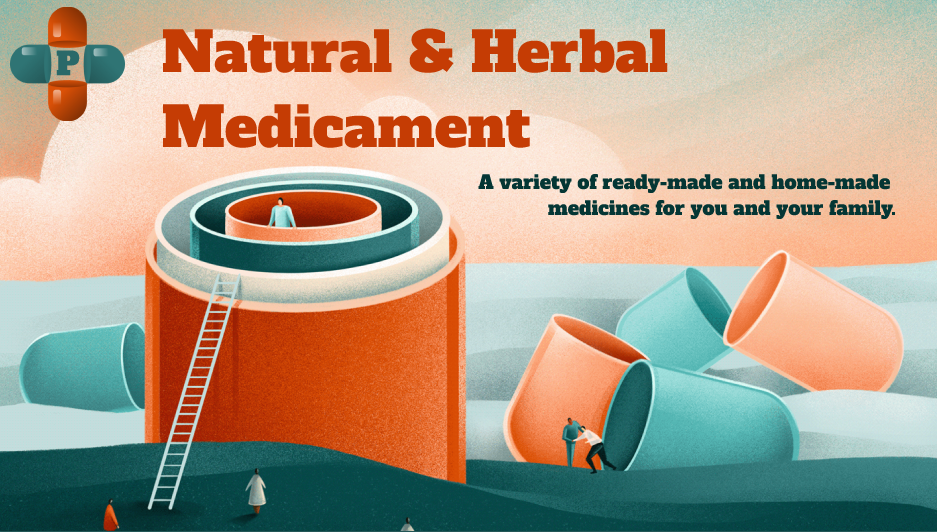 P
Natural & Herbal
Medicament
A variety of ready-made and home-made
medicines for you and your family.